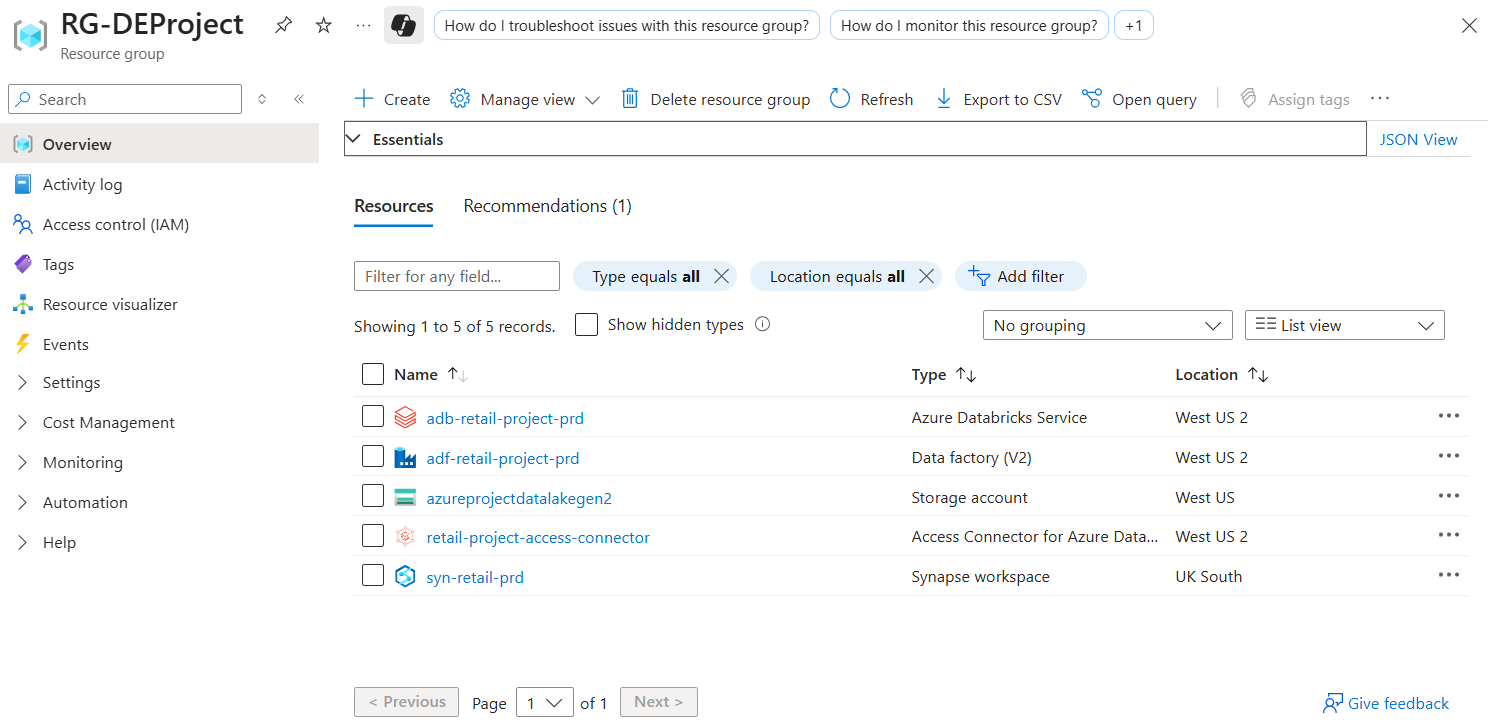 RG-DEProject
Resource group
How do I troubleshoot issues with this resource group?
How do I monitor this resource group?
+1
Search
Create
Manage view
Delete resource group
Refresh
Export to CSV
Open query
Assign tags
Overview
Activity log
Access control (IAM)
Tags
Resource visualizer
Events
Settings
Cost Management
Monitoring
Automation
Help
Essentials
JSON View
Resources
Recommendations (1)
Filter for any field...
Type equals all
Location equals all
Add filter
Showing 1 to 5 of 5 records.
Show hidden types
No grouping
List view
Name Type Location
adb-retail-project-prd Azure Databricks Service West US 2
adf-retail-project-prd Data factory (V2) West US 2
azureprojectdatalakegen2 Storage account West US
retail-project-access-connector Access Connector for Azure Data... West US 2
syn-retail-prd Synapse workspace UK South
< Previous
Page 1 of 1
Next >
Give feedback